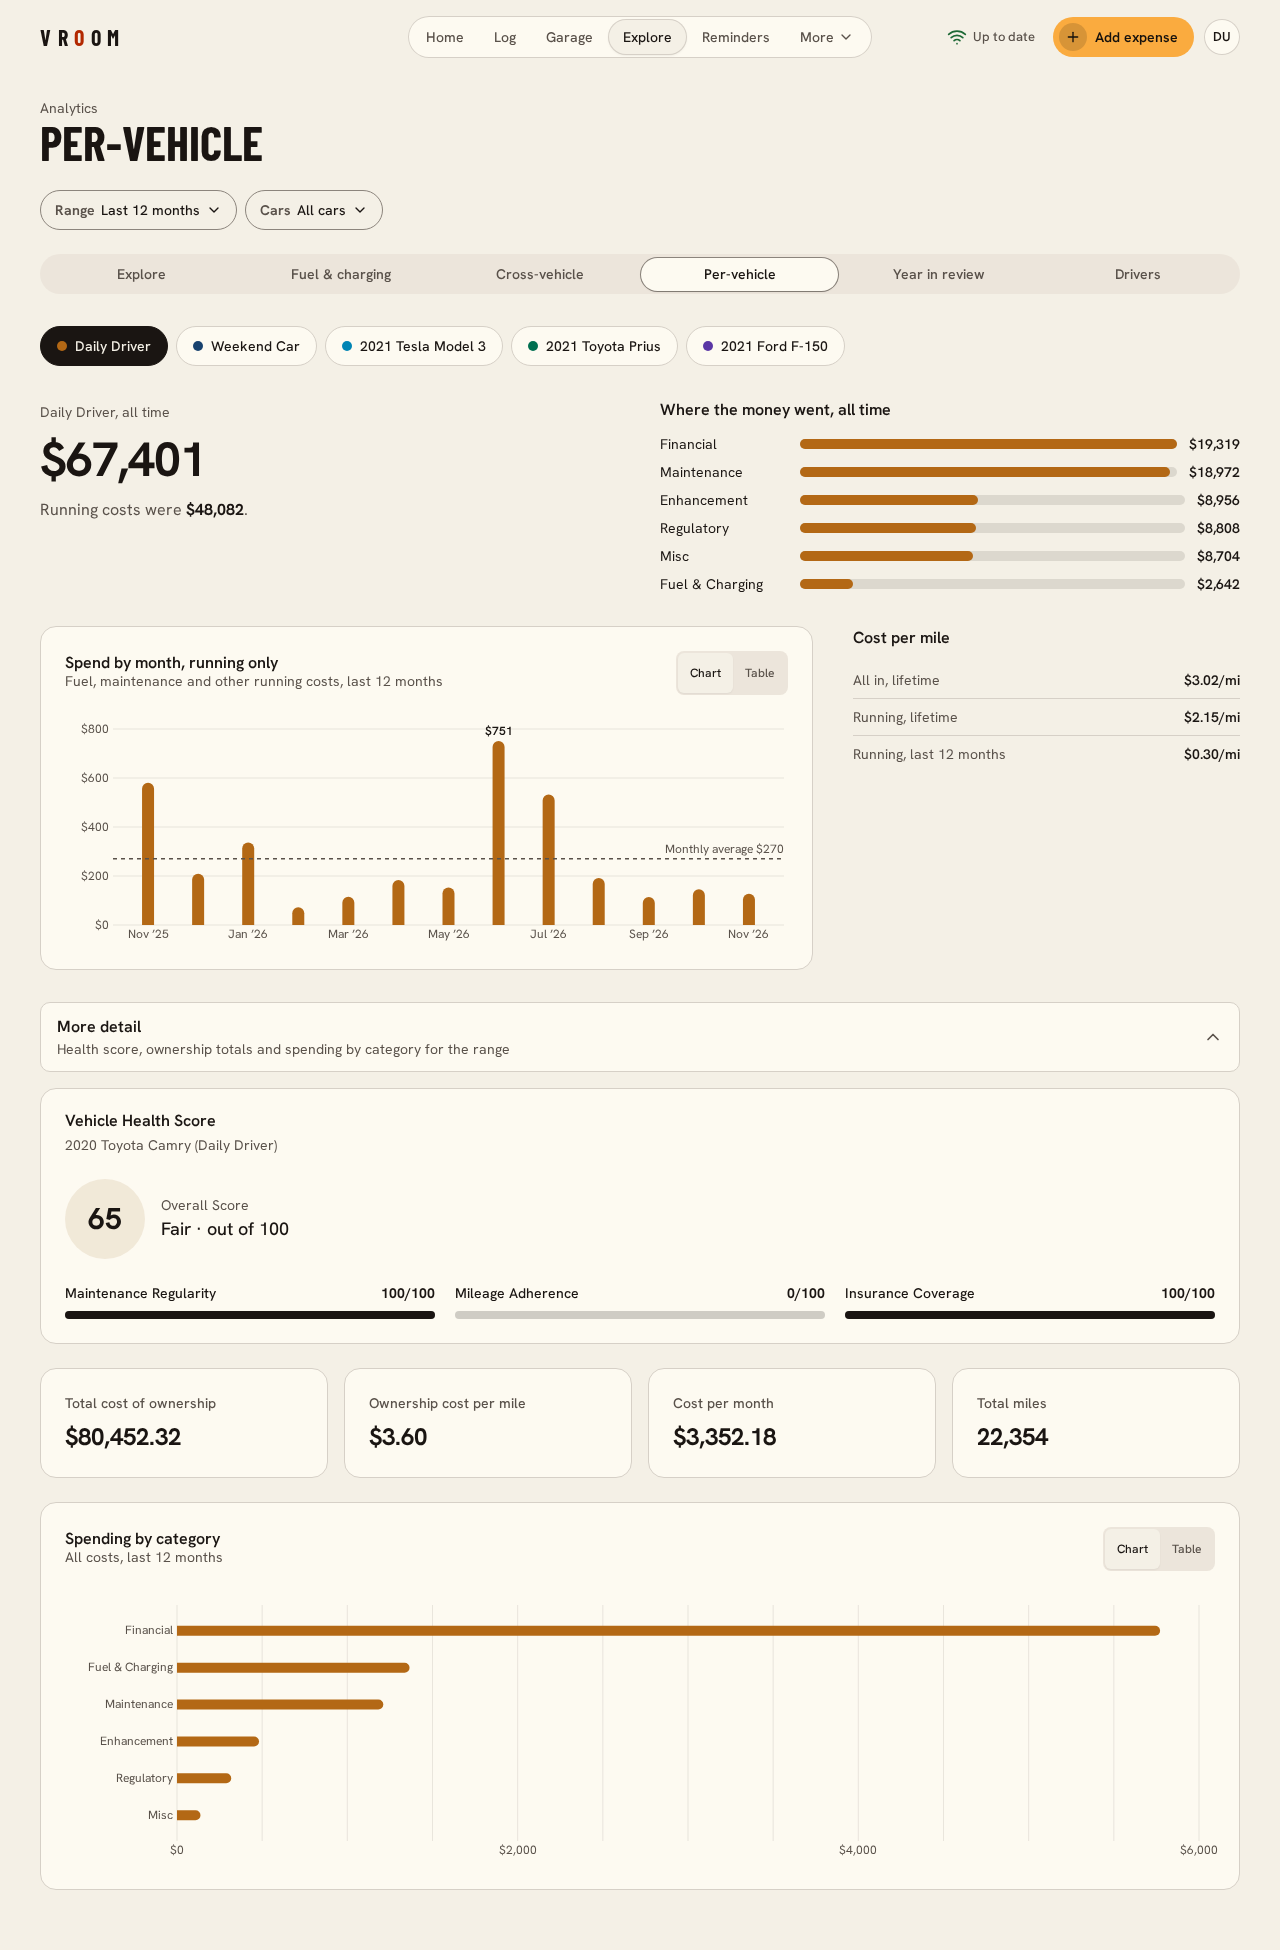 VROOM
Home
Log
Garage
Explore
Reminders
More
Up to date
Add expense
DU
Analytics
PER-VEHICLE
Range Last 12 months
Cars All cars
Explore
Fuel & charging
Cross-vehicle
Per-vehicle
Year in review
Drivers
Daily Driver
Weekend Car
2021 Tesla Model 3
2021 Toyota Prius
2021 Ford F-150
Daily Driver, all time
$67,401
Running costs were $48,082.
Where the money went, all time
Financial $19,319
Maintenance $18,972
Enhancement $8,956
Regulatory $8,808
Misc $8,704
Fuel & Charging $2,642
Spend by month, running only
Fuel, maintenance and other running costs, last 12 months
Chart
Table
$800
$600
$400
$200
$0
$751
Monthly average $270
Nov '25
Jan '26
Mar '26
May '26
Jul '26
Sep '26
Nov '26
Cost per mile
All in, lifetime $3.02/mi
Running, lifetime $2.15/mi
Running, last 12 months $0.30/mi
More detail
Health score, ownership totals and spending by category for the range
Vehicle Health Score
2020 Toyota Camry (Daily Driver)
65
Overall Score
Fair · out of 100
Maintenance Regularity 100/100
Mileage Adherence 0/100
Insurance Coverage 100/100
Total cost of ownership
$80,452.32
Ownership cost per mile
$3.60
Cost per month
$3,352.18
Total miles
22,354
Spending by category
All costs, last 12 months
Chart
Table
Financial
Fuel & Charging
Maintenance
Enhancement
Regulatory
Misc
$0
$2,000
$4,000
$6,000